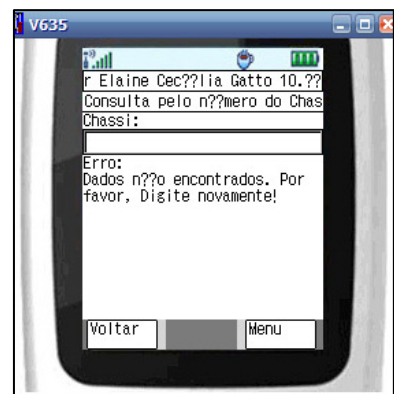 V635
r Elaine Cec??lia Gatto 10.??
Consulta pelo n??mero do Chas
Chassi:
Erro:
Dados n??o encontrados. Por
favor, Digite novamente!
Voltar
Menu